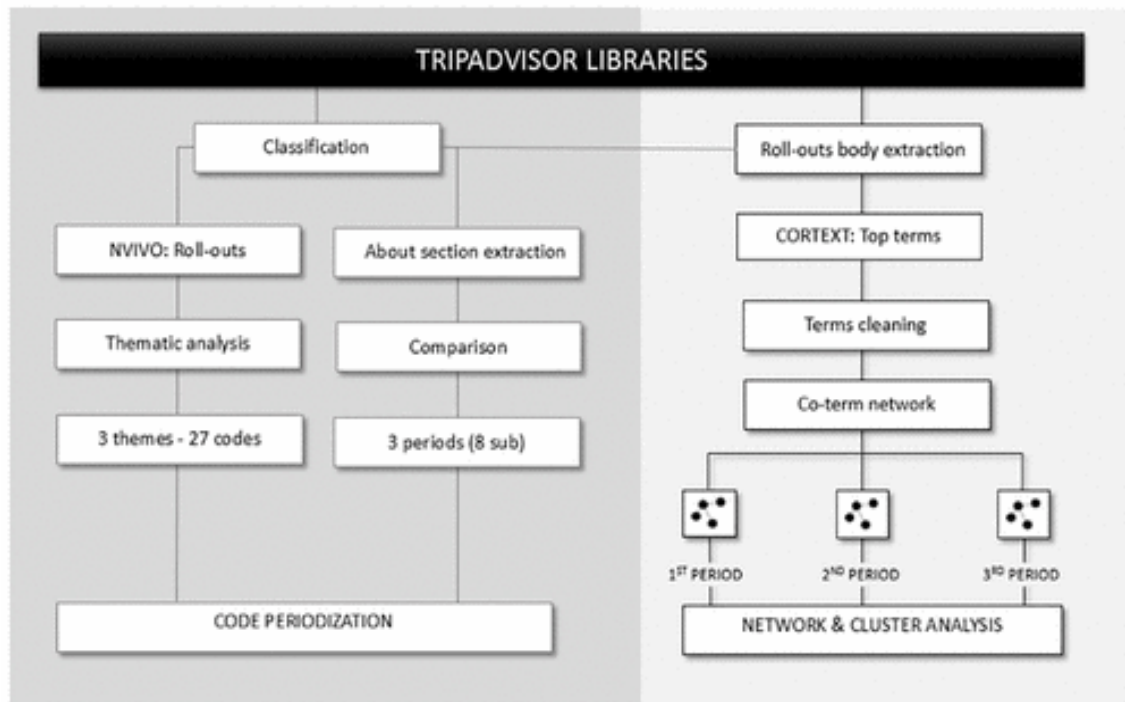 TRIPADVISOR LIBRARIES
Classification
Roll-outs body extraction
NVIVO: Roll-outs
About section extraction
CORTEXT: Top terms
Thematic analysis
Comparison
Terms cleaning
Co-term network
3 themes - 27 codes
3 periods (8 sub)
1ST PERIOD
2ND PERIOD
3RD PERIOD
CODE PERIODIZATION
NETWORK & CLUSTER ANALYSIS